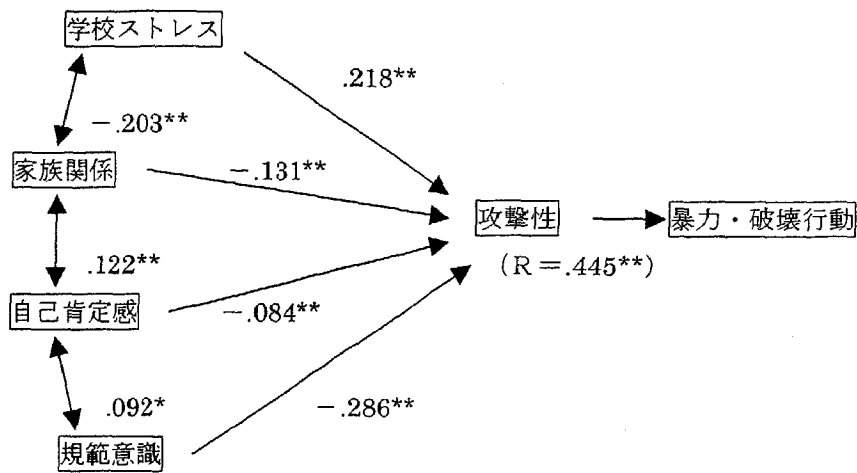 学校ストレス
.218**
−.203**
家族関係
−.131**
攻撃性
暴力・破壊行動
(R=.445**)
.122**
自己肯定感
−.084**
.092*
−.286**
規範意識